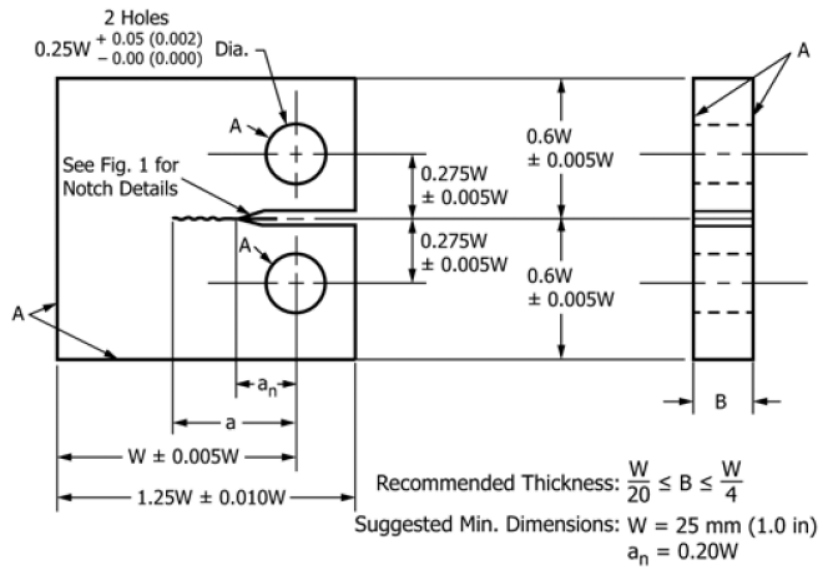 2 Holes
0.25W + 0.05 (0.002) Dia.
– 0.00 (0.000)
A
A
See Fig. 1 for
Notch Details
0.6W
± 0.005W
0.275W
± 0.005W
A
0.275W
± 0.005W
0.6W
± 0.005W
A
aₙ
a
B
W ± 0.005W
1.25W ± 0.010W
Recommended Thickness: W/20 ≤ B ≤ W/4
Suggested Min. Dimensions: W = 25 mm (1.0 in)
aₙ = 0.20W